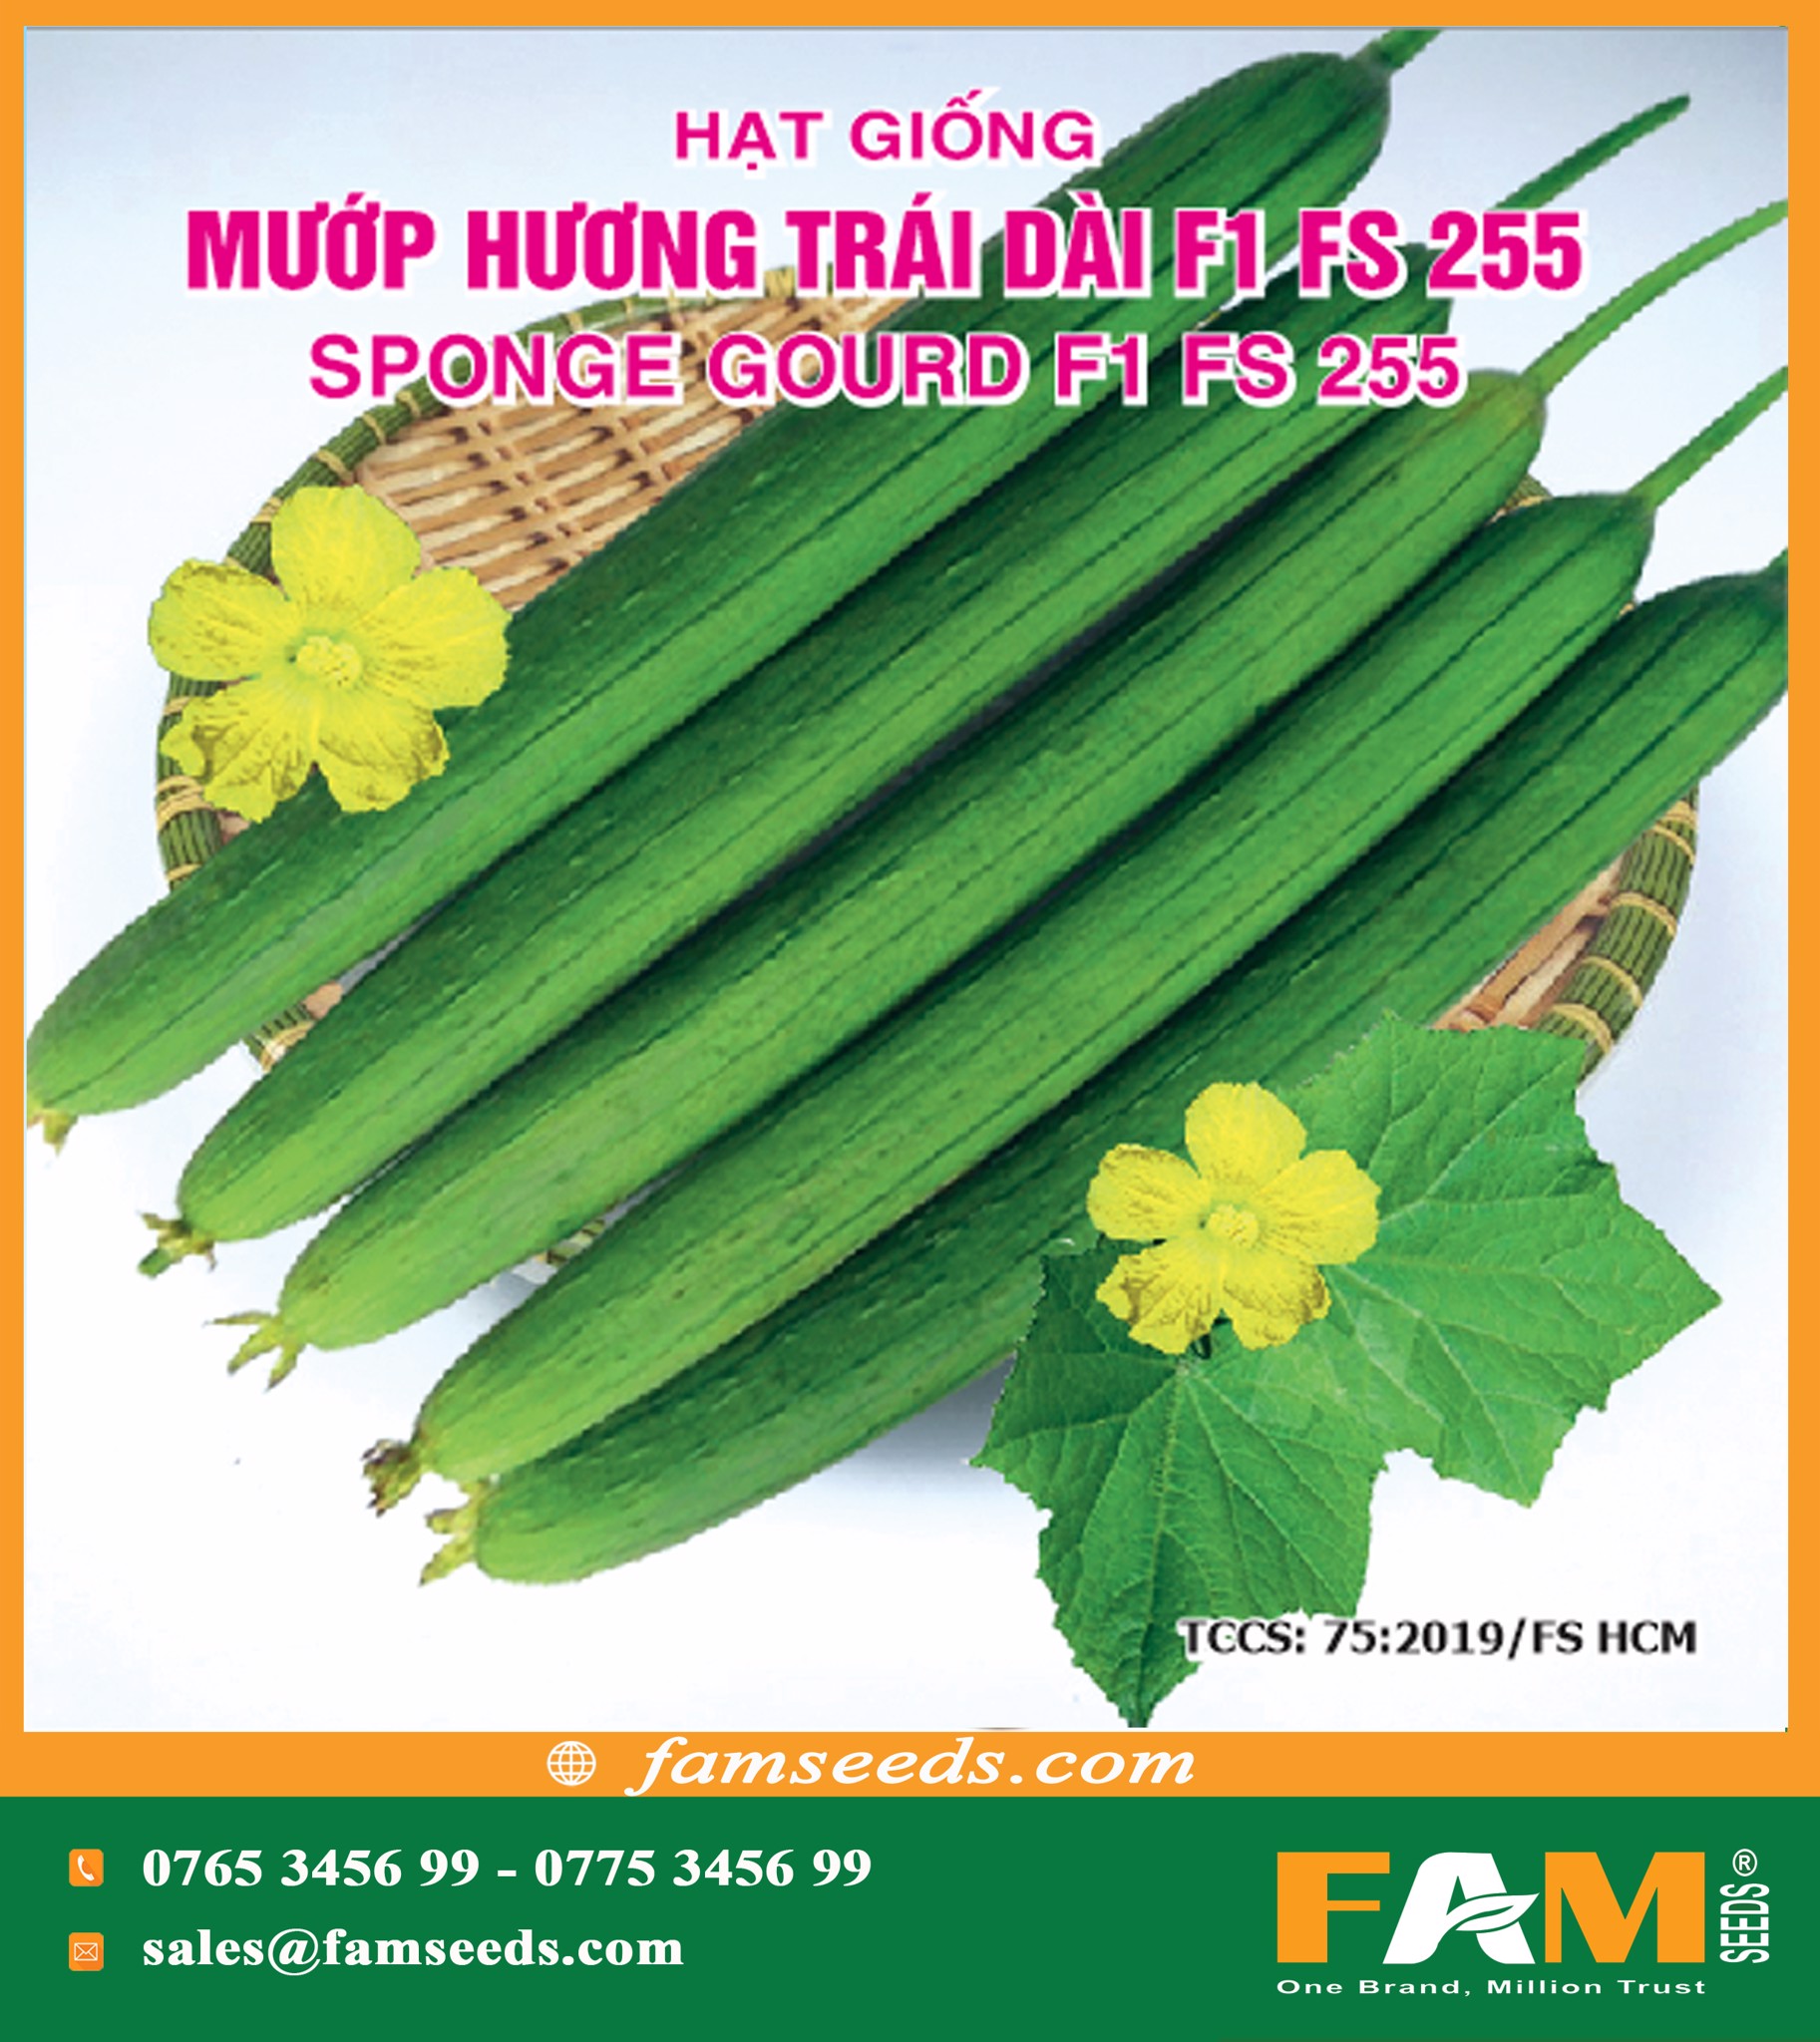 HẠT GIỐNG
MƯỚP HƯƠNG TRÁI DÀI F1 FS 255
SPONGE GOURD F1 FS 255
TCCS: 75:2019/FS HCM
famseeds.com
0765 3456 99 - 0775 3456 99
sales@famseeds.com
FAM SEEDS®
One Brand, Million Trust